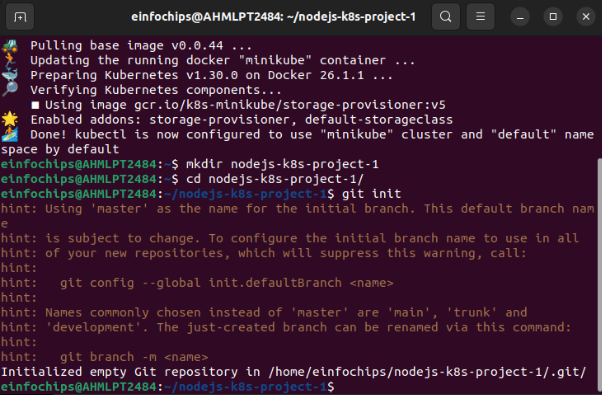 einfochips@AHMLPT2484: ~/nodejs-k8s-project-1
Pulling base image v0.0.44 ...
Updating the running docker "minikube" container ...
Preparing Kubernetes v1.30.0 on Docker 26.1.1 ...
Verifying Kubernetes components...
■ Using image gcr.io/k8s-minikube/storage-provisioner:v5
Enabled addons: storage-provisioner, default-storageclass
Done! kubectl is now configured to use "minikube" cluster and "default" name
space by default
einfochips@AHMLPT2484:~$ mkdir nodejs-k8s-project-1
einfochips@AHMLPT2484:~$ cd nodejs-k8s-project-1/
einfochips@AHMLPT2484:~/nodejs-k8s-project-1$ git init
hint: Using 'master' as the name for the initial branch. This default branch nam
e
hint: is subject to change. To configure the initial branch name to use in all
hint: of your new repositories, which will suppress this warning, call:
hint:
hint:   git config --global init.defaultBranch <name>
hint:
hint: Names commonly chosen instead of 'master' are 'main', 'trunk' and
hint: 'development'. The just-created branch can be renamed via this command:
hint:
hint:   git branch -m <name>
Initialized empty Git repository in /home/einfochips/nodejs-k8s-project-1/.git/
einfochips@AHMLPT2484:~/nodejs-k8s-project-1$